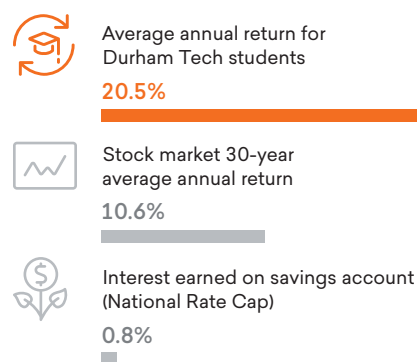 Average annual return for
Durham Tech students
20.5%
Stock market 30-year
average annual return
10.6%
$
Interest earned on savings account
(National Rate Cap)
0.8%